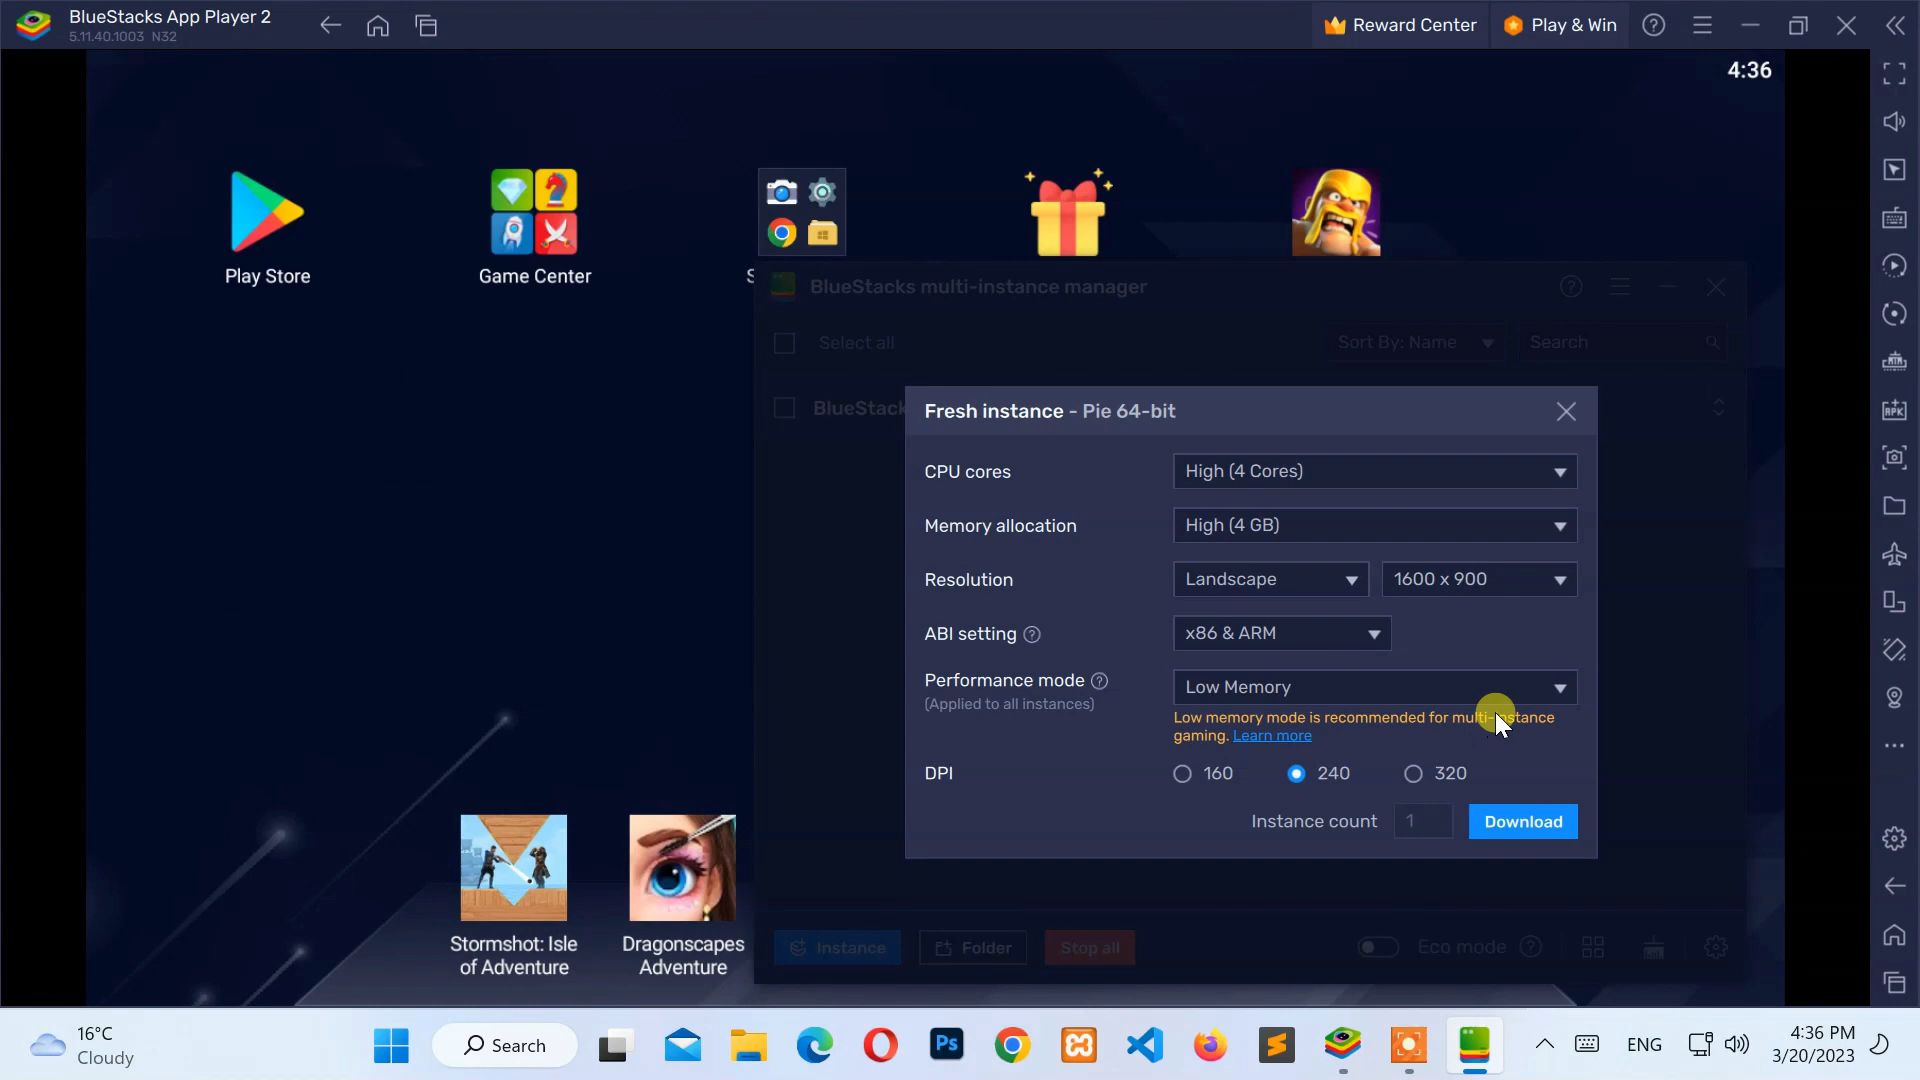 BlueStacks App Player 2
5.11.40.1003 N32
Reward Center
Play & Win
4:36
Play Store
Game Center
S
BlueStacks multi-instance manager
Select all
Sort By: Name
Search
BlueStack
Fresh instance - Pie 64-bit
CPU cores
High (4 Cores)
Memory allocation
High (4 GB)
Resolution
Landscape
1600 x 900
ABI setting
x86 & ARM
Performance mode
(Applied to all instances)
Low Memory
Low memory mode is recommended for multi-instance
gaming. Learn more
DPI
160
240
320
Instance count
1
Download
Stormshot: Isle
of Adventure
Dragonscapes
Adventure
Instance
Folder
Stop all
Eco mode
16°C
Cloudy
Search
Ps
ENG
4:36 PM
3/20/2023
APK